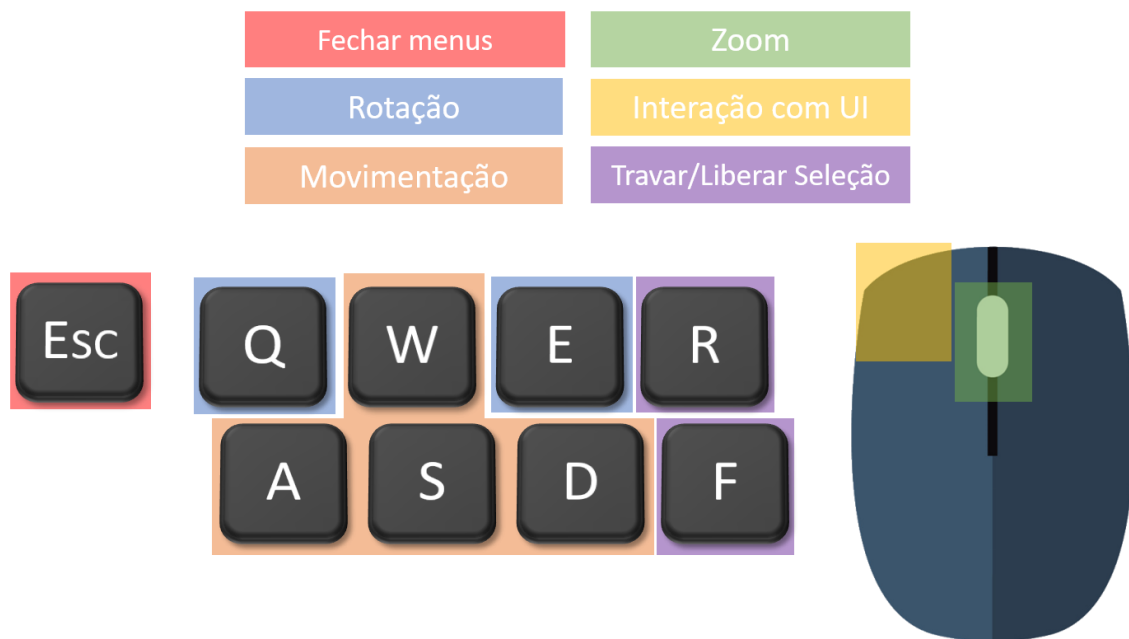 Fechar menus
Zoom
Rotação
Interação com UI
Movimentação
Travar/Liberar Seleção
Esc
Q
W
E
R
A
S
D
F